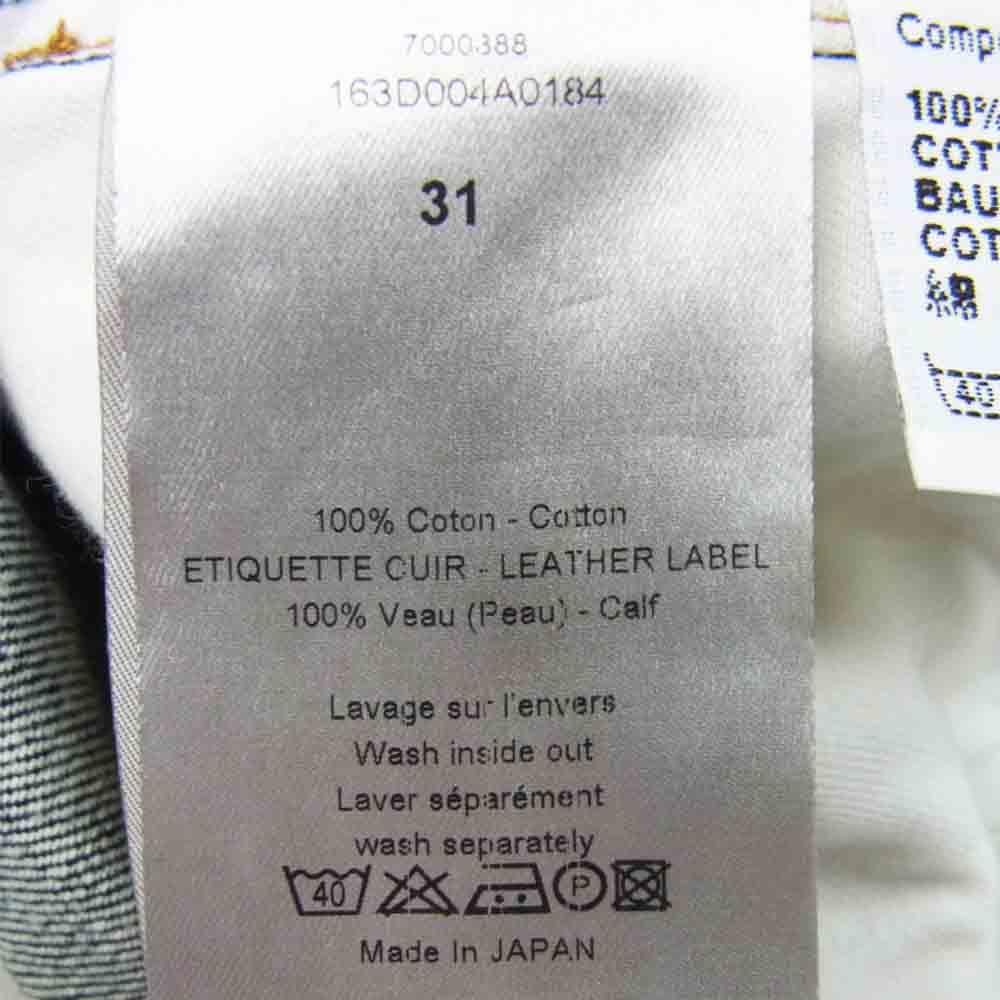 7000388
163D004A0184
31
100% Coton - Cotton
ETIQUETTE CUIR - LEATHER LABEL
100% Veau (Peau) - Calf
Lavage sur l'envers
Wash inside out
Laver séparément
wash separately
40 P
Made In JAPAN
Comp
100%
COT
BAU
COT
綿
40